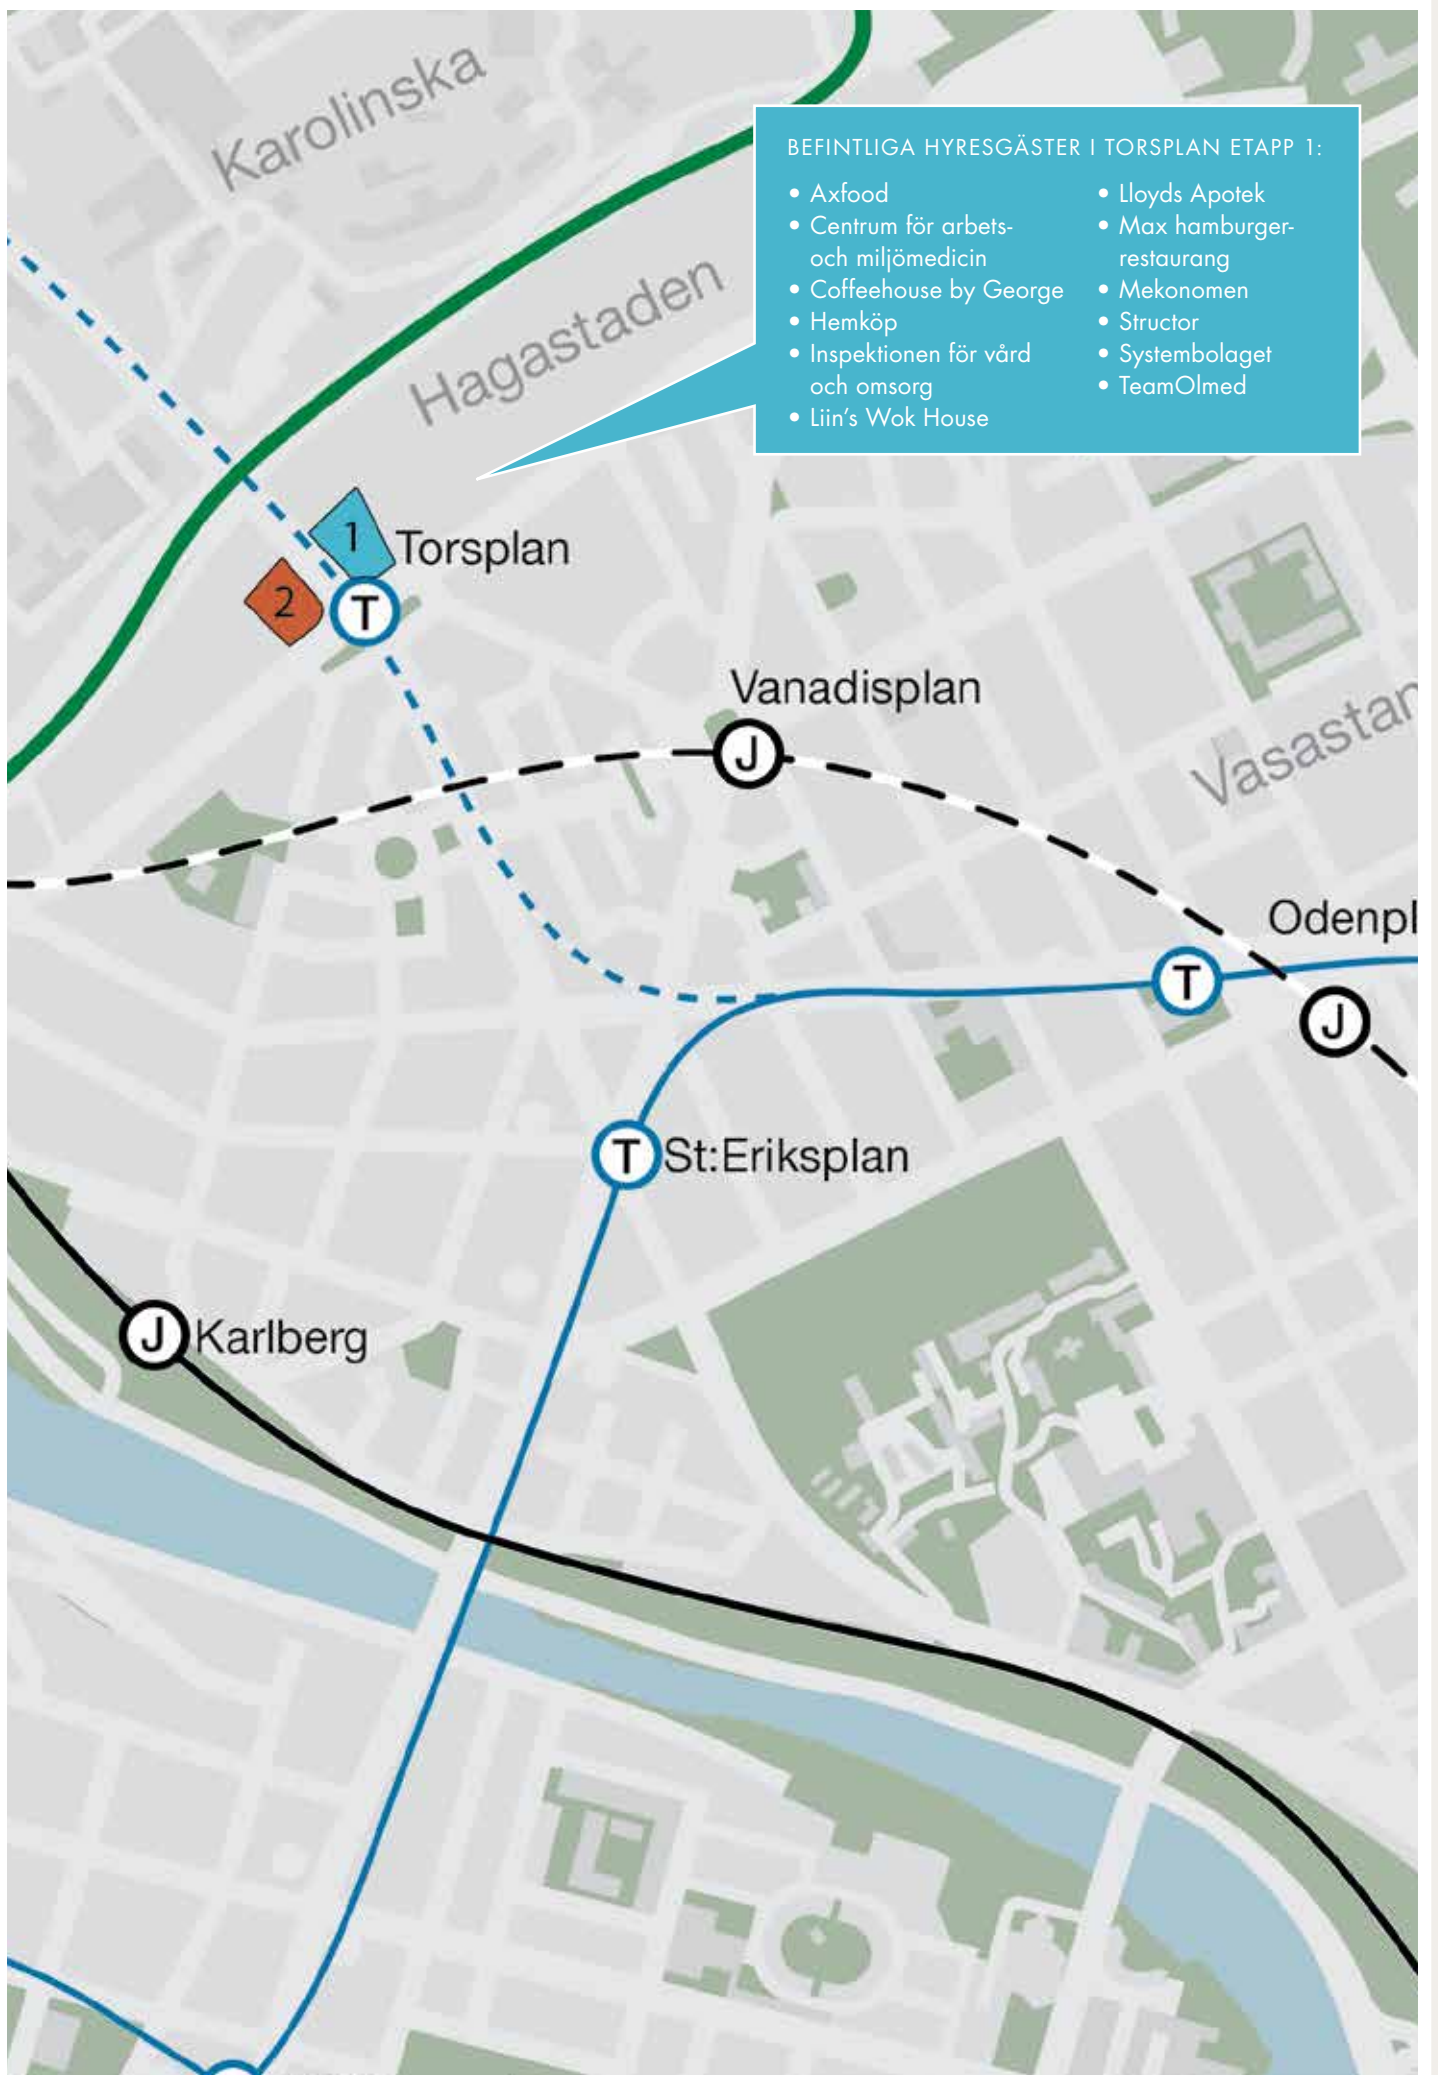 Karolinska
BEFINTLIGA HYRESGÄSTER I TORSPLAN ETAPP 1:
• Axfood
• Centrum för arbets-
och miljömedicin
• Coffeehouse by George
• Hemköp
• Inspektionen för vård
och omsorg
• Liin's Wok House
• Lloyds Apotek
• Max hamburger-
restaurang
• Mekonomen
• Structor
• Systembolaget
• TeamOlmed
Hagastaden
1
Torsplan
2
T
Vanadisplan
J
Vasastan
Odenpl
T
J
T St:Eriksplan
J Karlberg